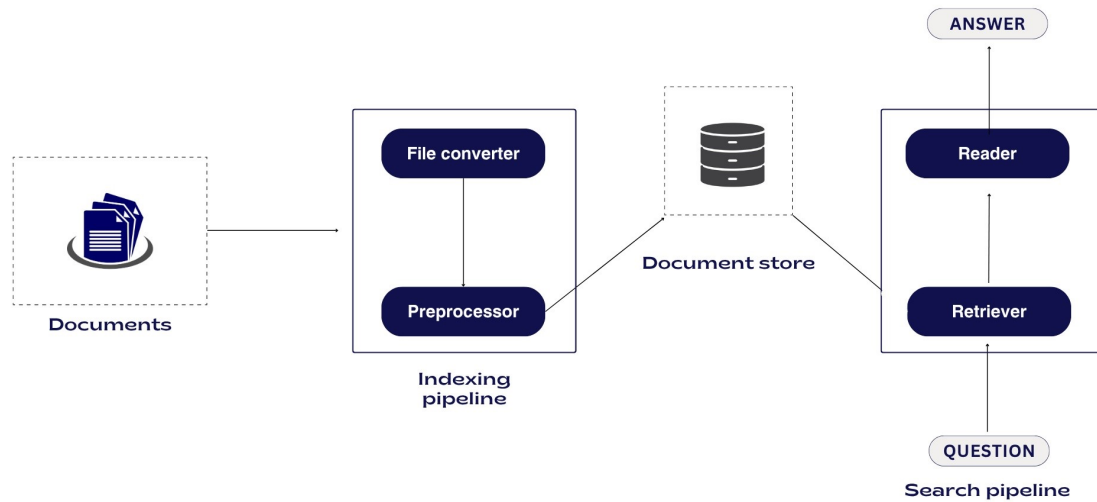 ANSWER
File converter
Reader
Document store
Documents
Preprocessor
Retriever
Indexing
pipeline
QUESTION
Search pipeline